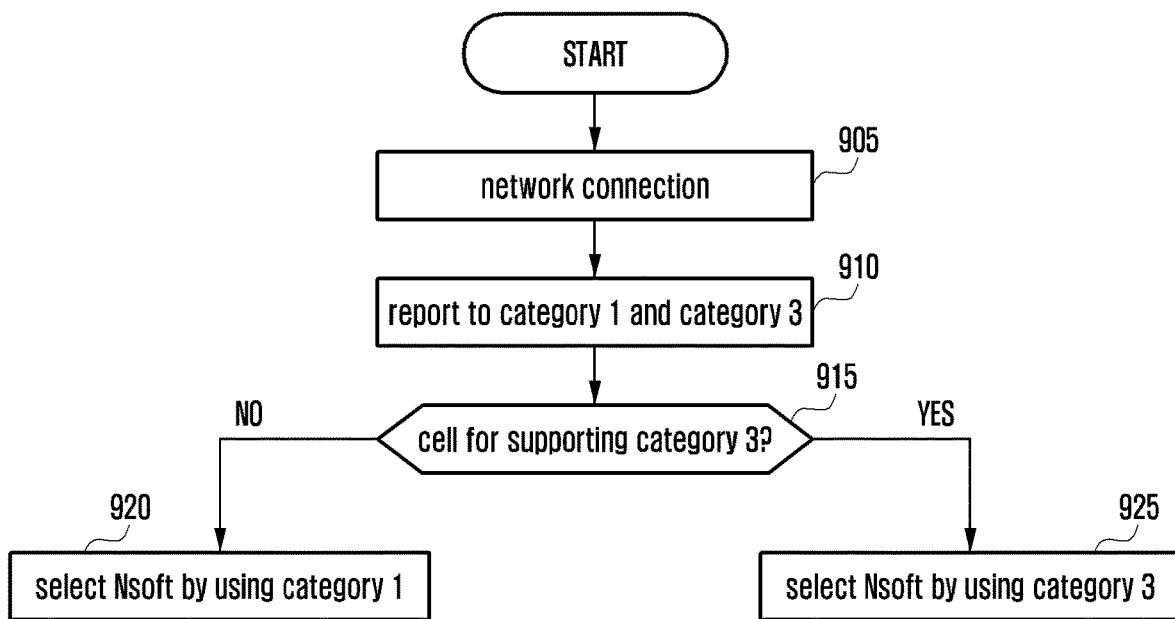 START
905
network connection
910
report to category 1 and category 3
915
NO
cell for supporting category 3?
YES
920
select Nsoft by using category 1
925
select Nsoft by using category 3